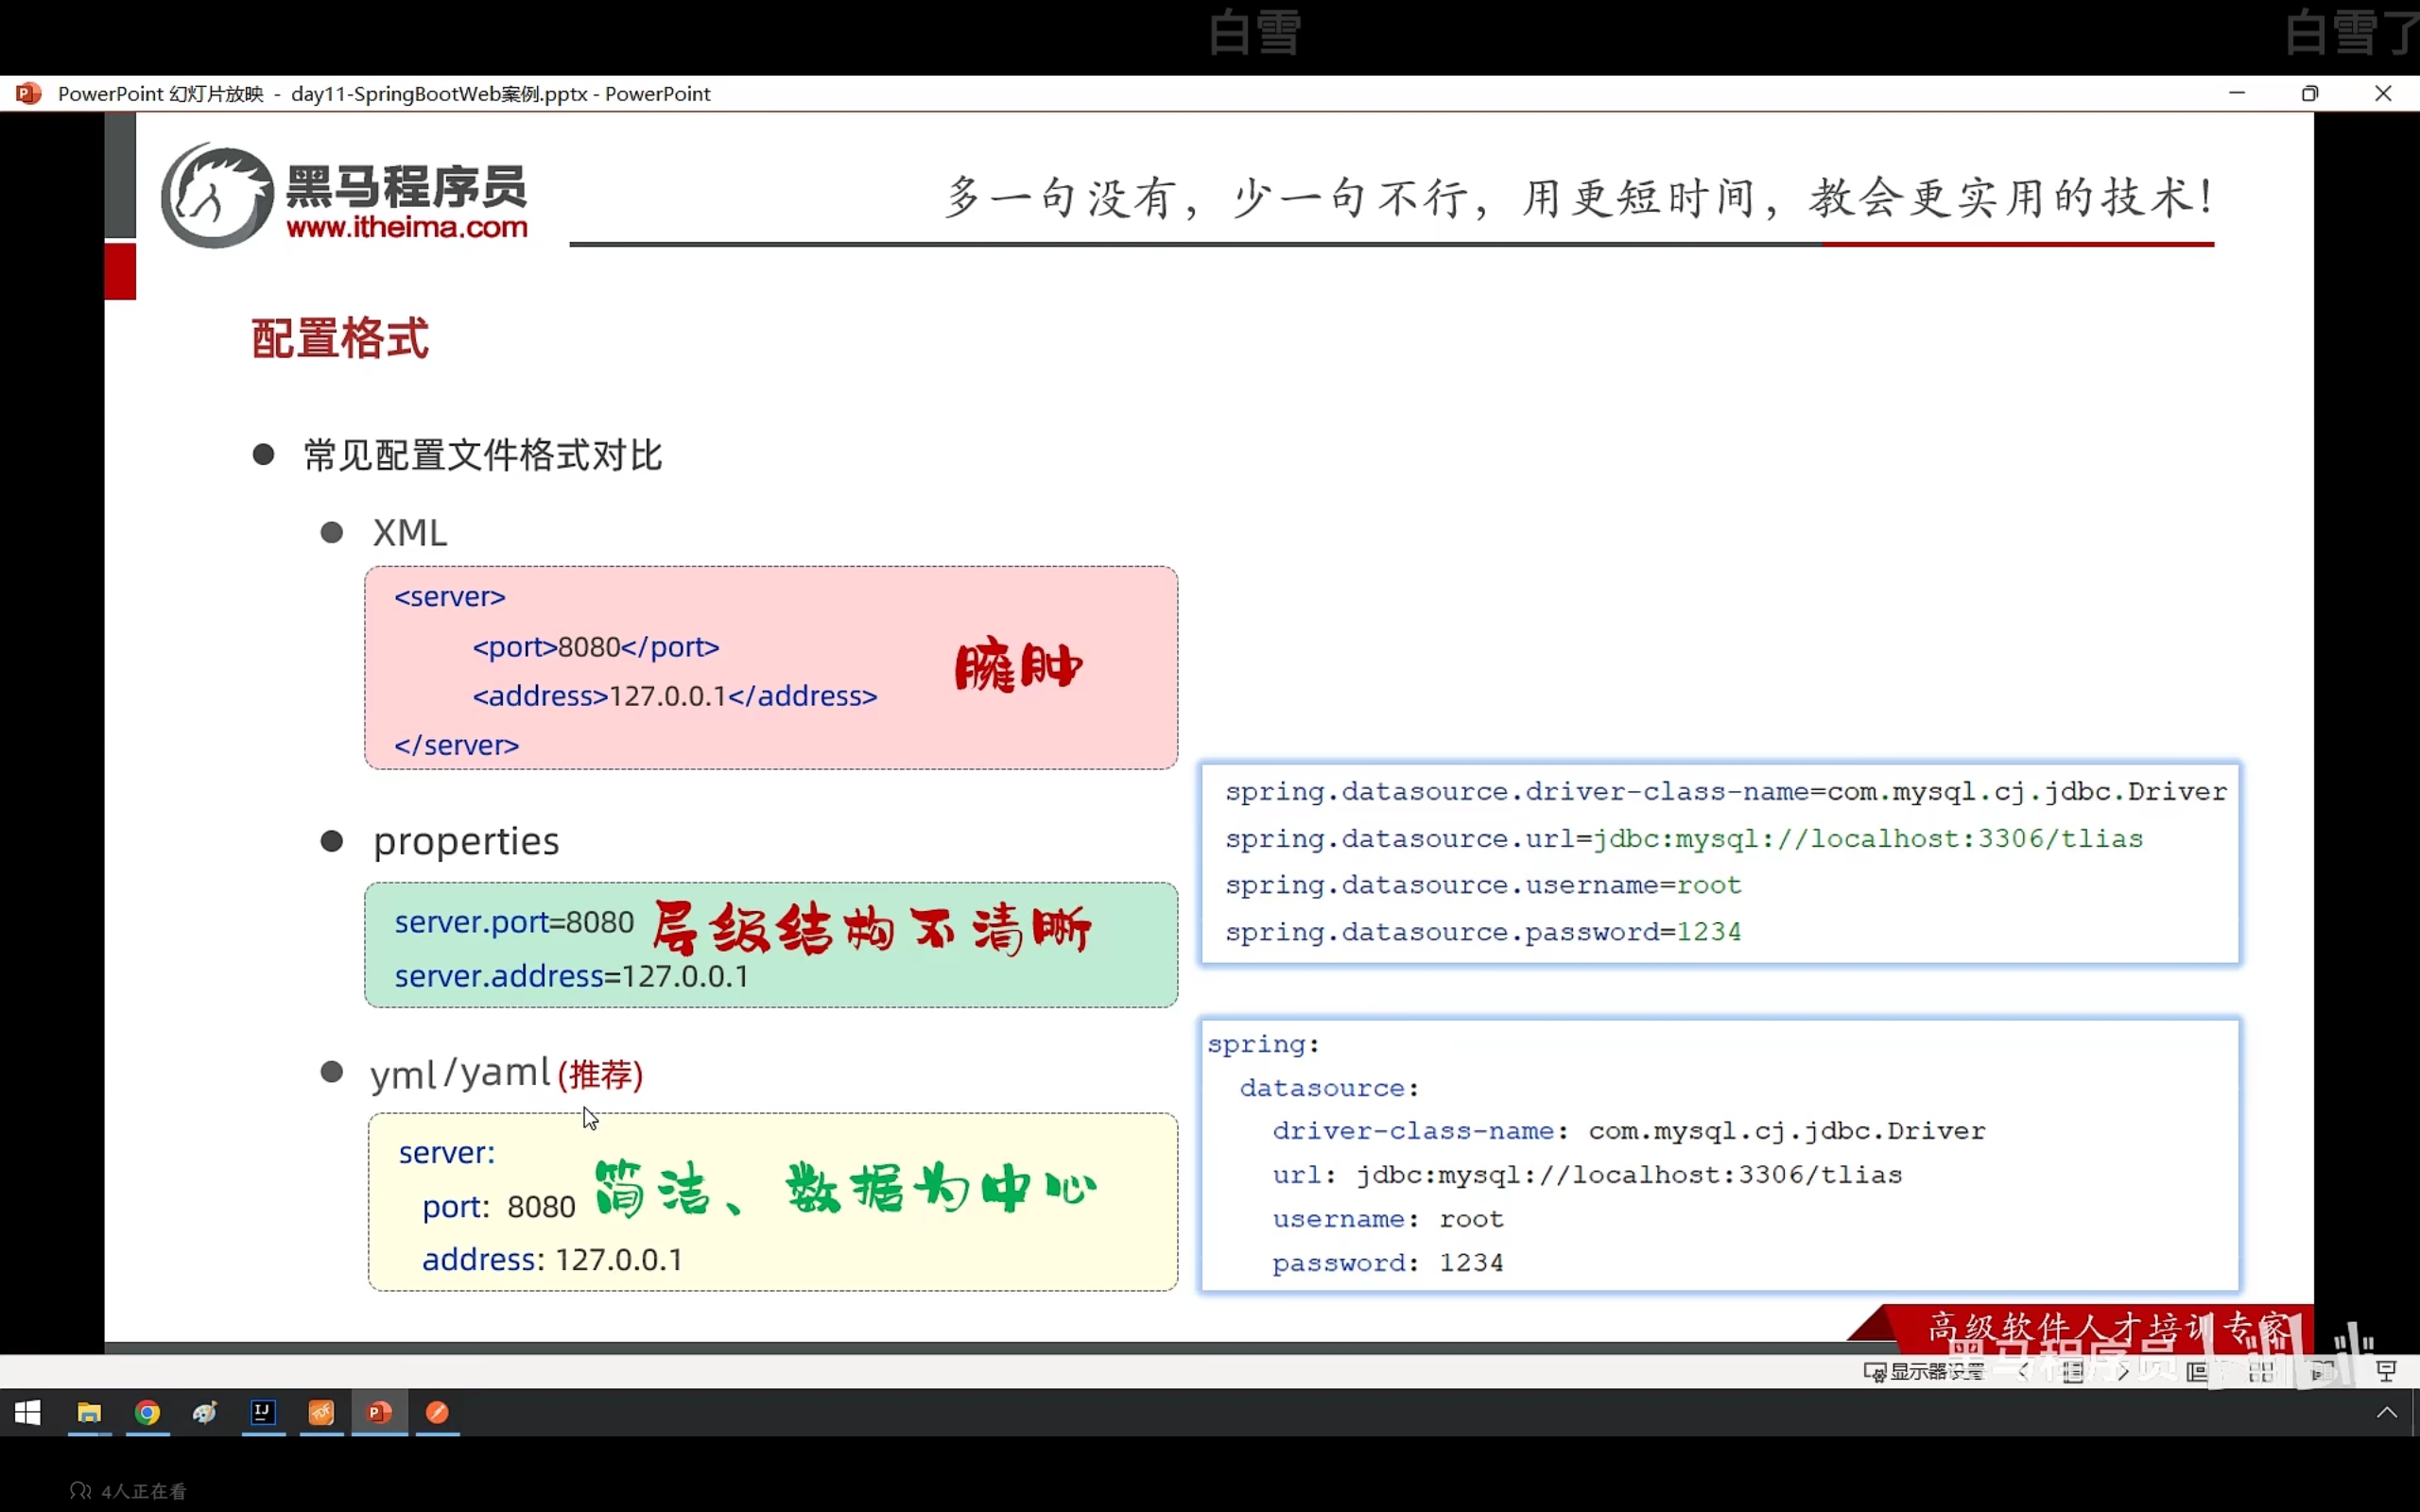 白雪
白雪了
PowerPoint 幻灯片放映 - day11-SpringBootWeb案例.pptx - PowerPoint
黑马程序员
www.itheima.com
多一句没有，少一句不行，用更短时间，教会更实用的技术！
配置格式
常见配置文件格式对比
XML
<server>
<port>8080</port>
<address>127.0.0.1</address>
</server>
臃肿
properties
server.port=8080
层级结构不清晰
server.address=127.0.0.1
spring.datasource.driver-class-name=com.mysql.cj.jdbc.Driver
spring.datasource.url=jdbc:mysql://localhost:3306/tlias
spring.datasource.username=root
spring.datasource.password=1234
yml/yaml(推荐)
server:
port: 8080
address: 127.0.0.1
简洁、数据为中心
spring:
datasource:
driver-class-name: com.mysql.cj.jdbc.Driver
url: jdbc:mysql://localhost:3306/tlias
username: root
password: 1234
高级软件人才培训专家
黑马程序员
显示器设置
4人正在看